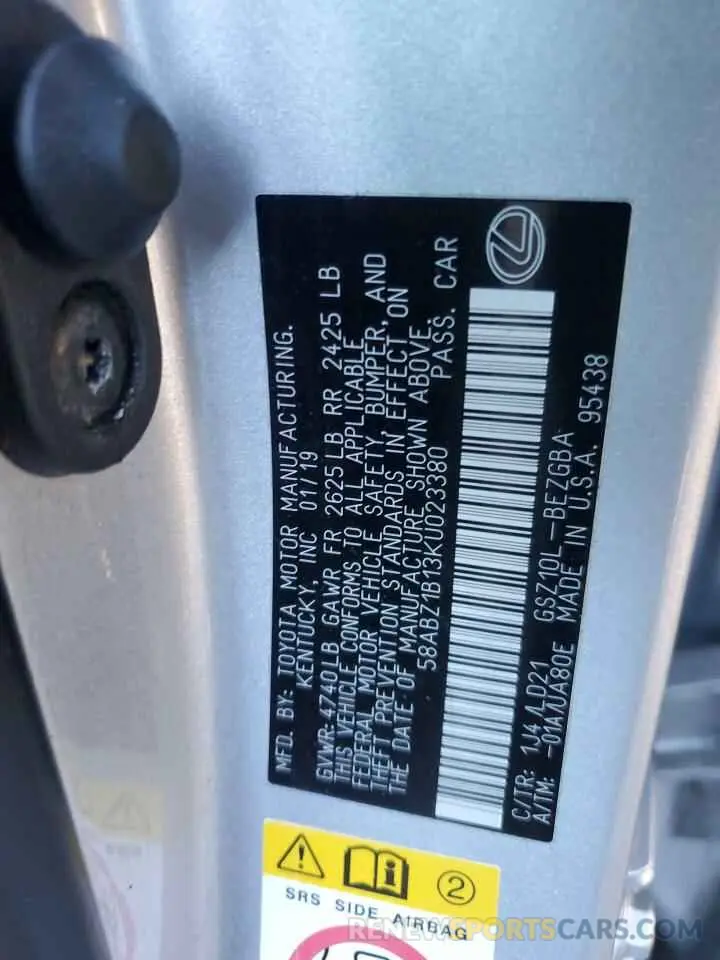 MFD. BY: TOYOTA MOTOR MANUFACTURING.
KENTUCKY, INC 01/19
GVWR-4740LB GAWR FR 2625LB RR 2425 LB
THIS VEHICLE CONFORMS TO ALL APPLICABLE
FEDERAL MOTOR VEHICLE SAFETY, BUMPER, AND
THEFT PREVENTION STANDARDS IN EFFECT ON
THE DATE OF MANUFACTURE SHOWN ABOVE.
58ABZ1B13KU023380 PASS. CAR
C/TR: 1J4/LD21 GSZ10L-BEZGBA
A/TM: -01A/UA80E MADE IN U.S.A. 95438
2
SRS SIDE AIRBAG
RENEWSPORTSCARS.COM